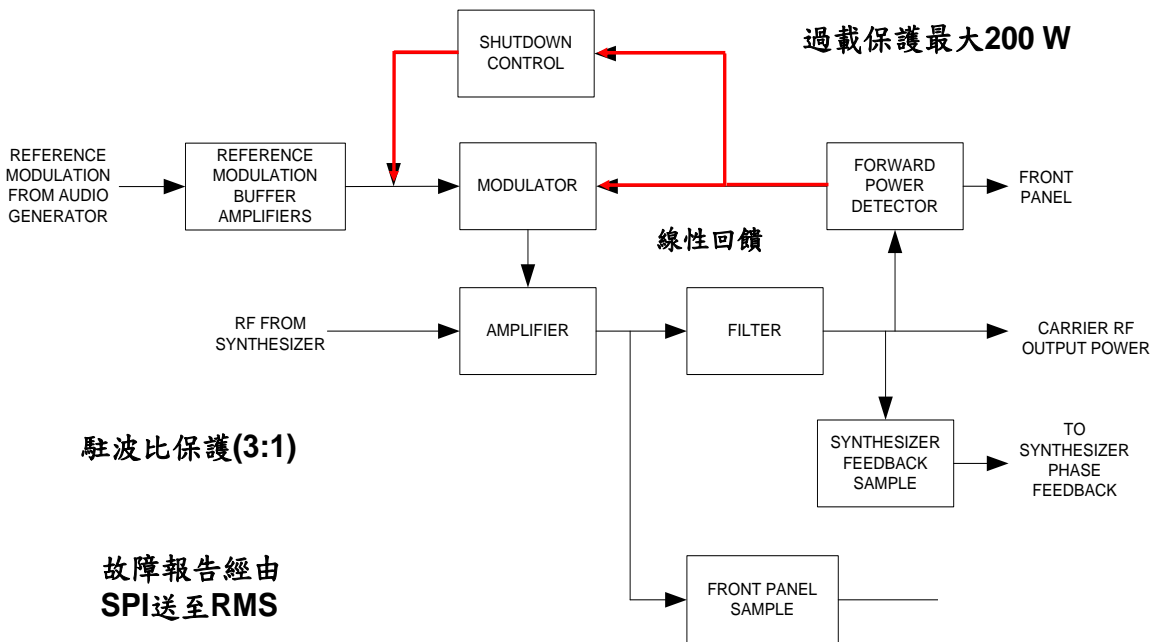 SHUTDOWN
CONTROL
過載保護最大200 W
REFERENCE
MODULATION
FROM AUDIO
GENERATOR
REFERENCE
MODULATION
BUFFER
AMPLIFIERS
MODULATOR
FORWARD
POWER
DETECTOR
FRONT
PANEL
線性回饋
RF FROM
SYNTHESIZER
AMPLIFIER
FILTER
CARRIER RF
OUTPUT POWER
駐波比保護(3:1)
SYNTHESIZER
FEEDBACK
SAMPLE
TO
SYNTHESIZER
PHASE
FEEDBACK
故障報告經由
SPI送至RMS
FRONT PANEL
SAMPLE